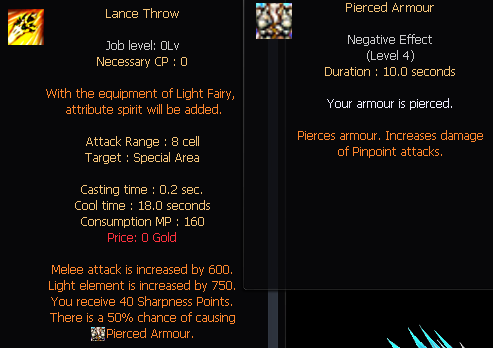 Lance Throw
Job level: 0Lv
Necessary CP : 0
With the equipment of Light Fairy,
attribute spirit will be added.
Attack Range : 8 cell
Target : Special Area
Casting time : 0.2 sec.
Cool time : 18.0 seconds
Consumption MP : 160
Price: 0 Gold
Melee attack is increased by 600.
Light element is increased by 750.
You receive 40 Sharpness Points.
There is a 50% chance of causing
Pierced Armour.
Pierced Armour
Negative Effect
(Level 4)
Duration : 10.0 seconds
Your armour is pierced.
Pierces armour. Increases damage
of Pinpoint attacks.